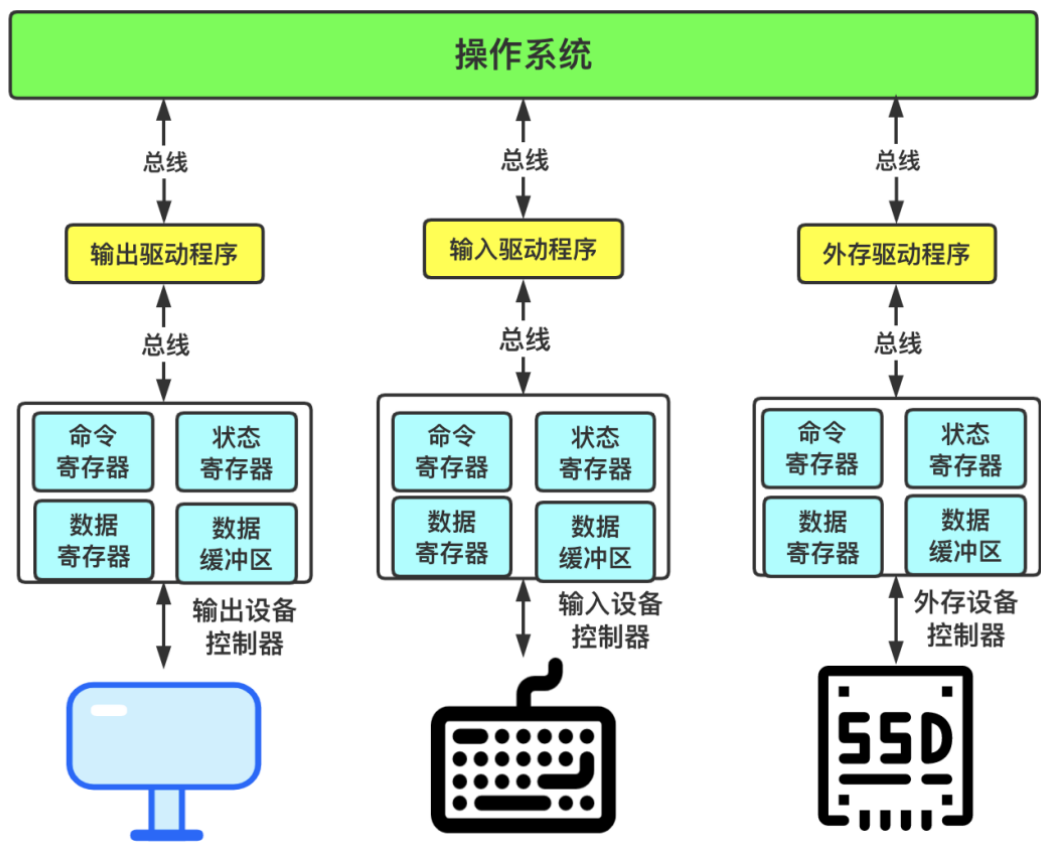 操作系统
总线
总线
总线
输出驱动程序
输入驱动程序
外存驱动程序
总线
总线
总线
命令
寄存器
状态
寄存器
数据
寄存器
数据
缓冲区
命令
寄存器
状态
寄存器
数据
寄存器
数据
缓冲区
命令
寄存器
状态
寄存器
数据
寄存器
数据
缓冲区
输出设备
控制器
输入设备
控制器
外存设备
控制器
SSD